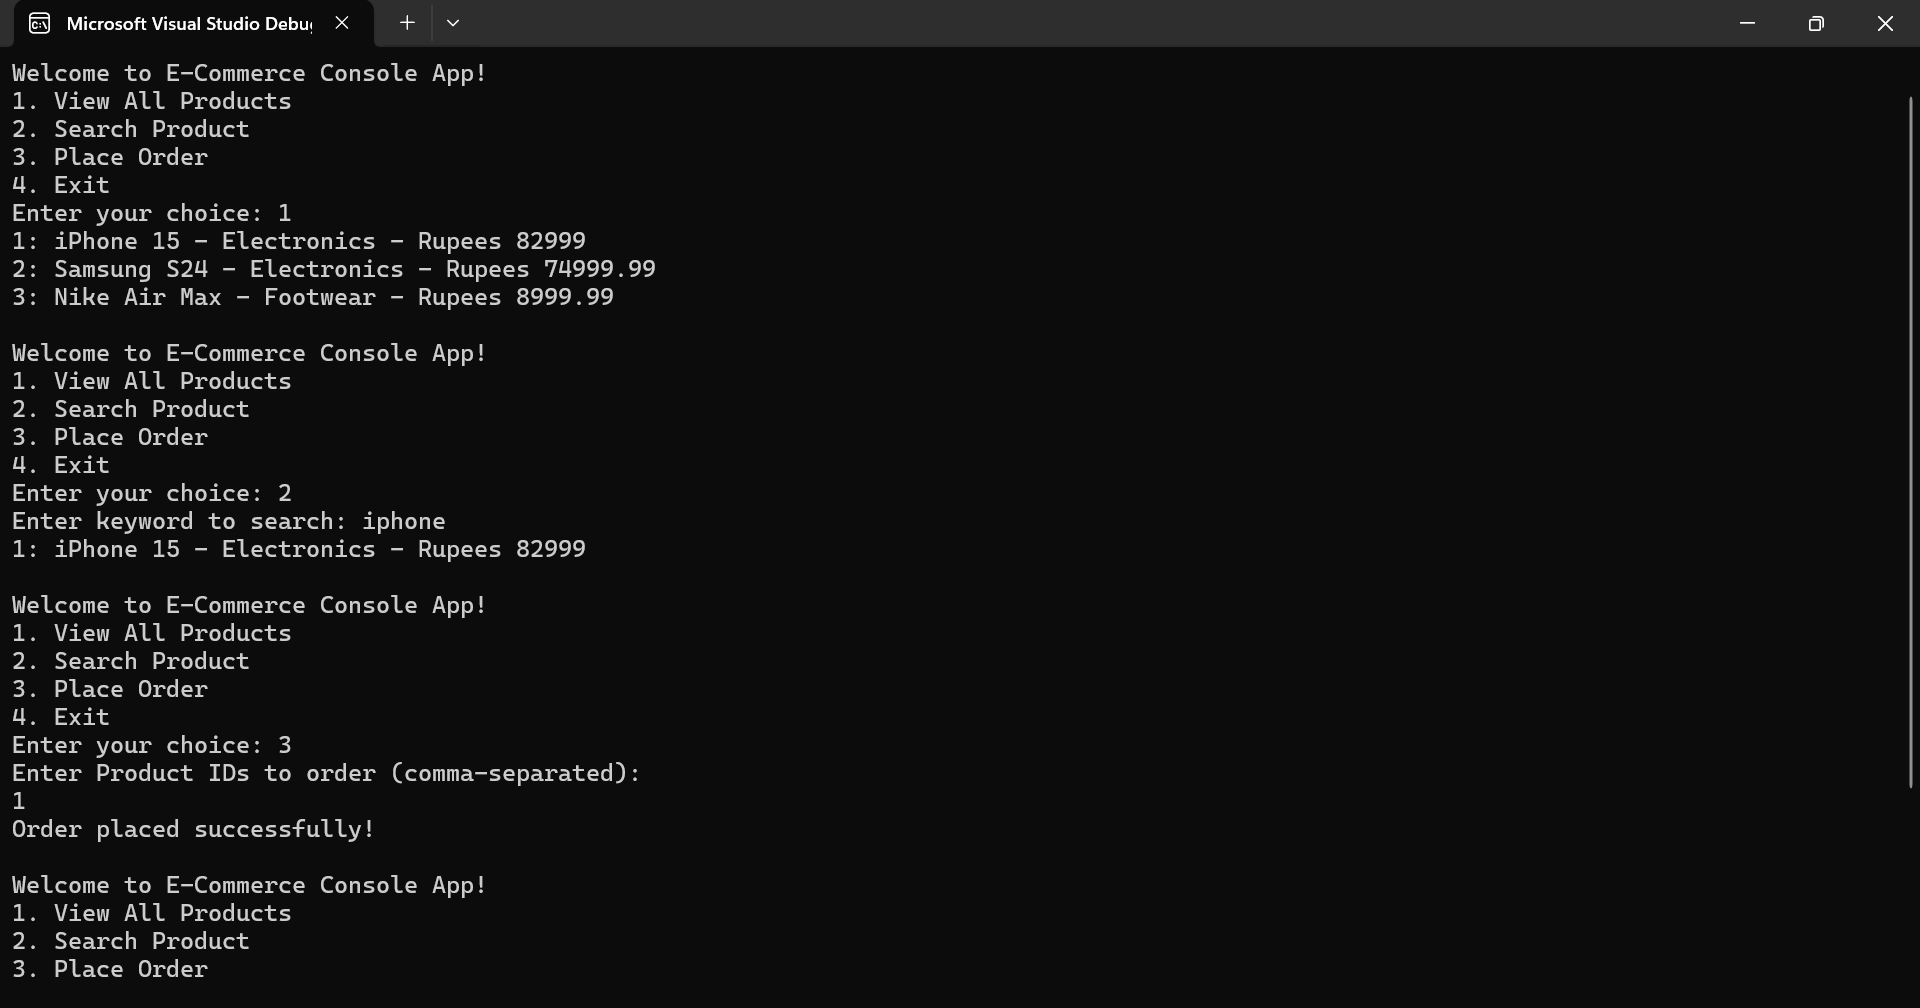 Microsoft Visual Studio Debu
Welcome to E-Commerce Console App!
1. View All Products
2. Search Product
3. Place Order
4. Exit
Enter your choice: 1
1: iPhone 15 - Electronics - Rupees 82999
2: Samsung S24 - Electronics - Rupees 74999.99
3: Nike Air Max - Footwear - Rupees 8999.99
Welcome to E-Commerce Console App!
1. View All Products
2. Search Product
3. Place Order
4. Exit
Enter your choice: 2
Enter keyword to search: iphone
1: iPhone 15 - Electronics - Rupees 82999
Welcome to E-Commerce Console App!
1. View All Products
2. Search Product
3. Place Order
4. Exit
Enter your choice: 3
Enter Product IDs to order (comma-separated):
1
Order placed successfully!
Welcome to E-Commerce Console App!
1. View All Products
2. Search Product
3. Place Order